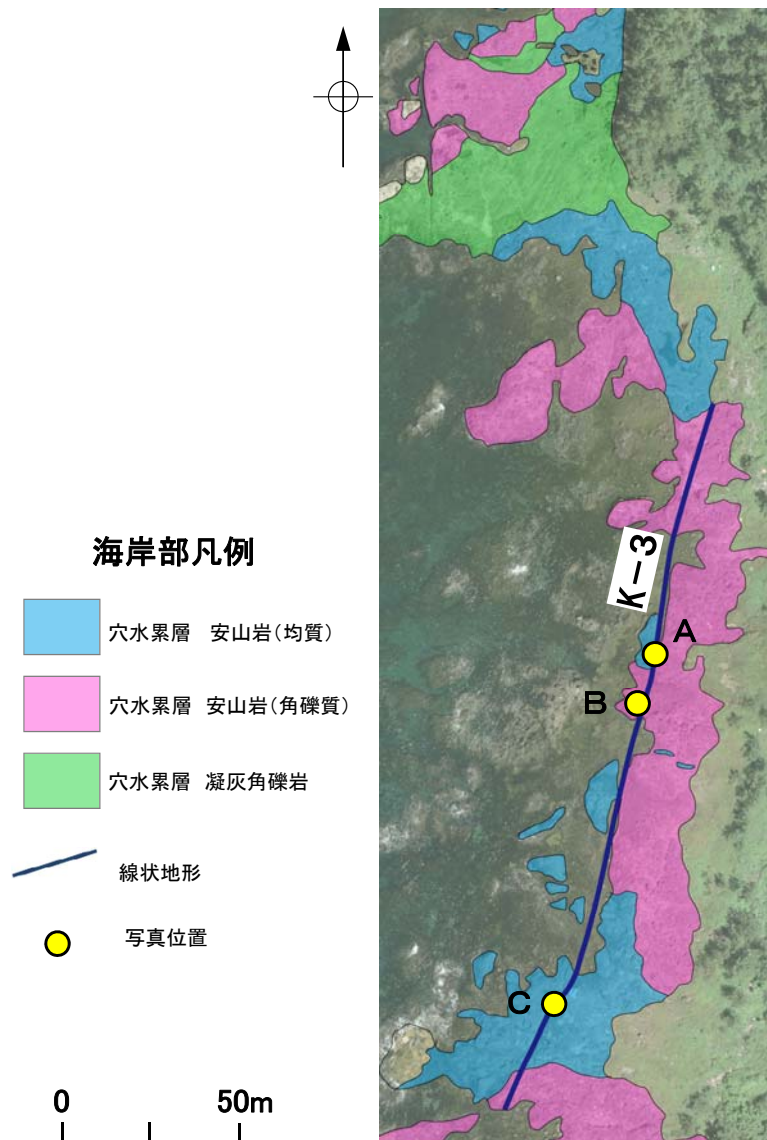 K－3
A
B
C
海岸部凡例
穴水累層　安山岩（均質）
穴水累層　安山岩（角礫質）
穴水累層　凝灰角礫岩
線状地形
写真位置
0　50m